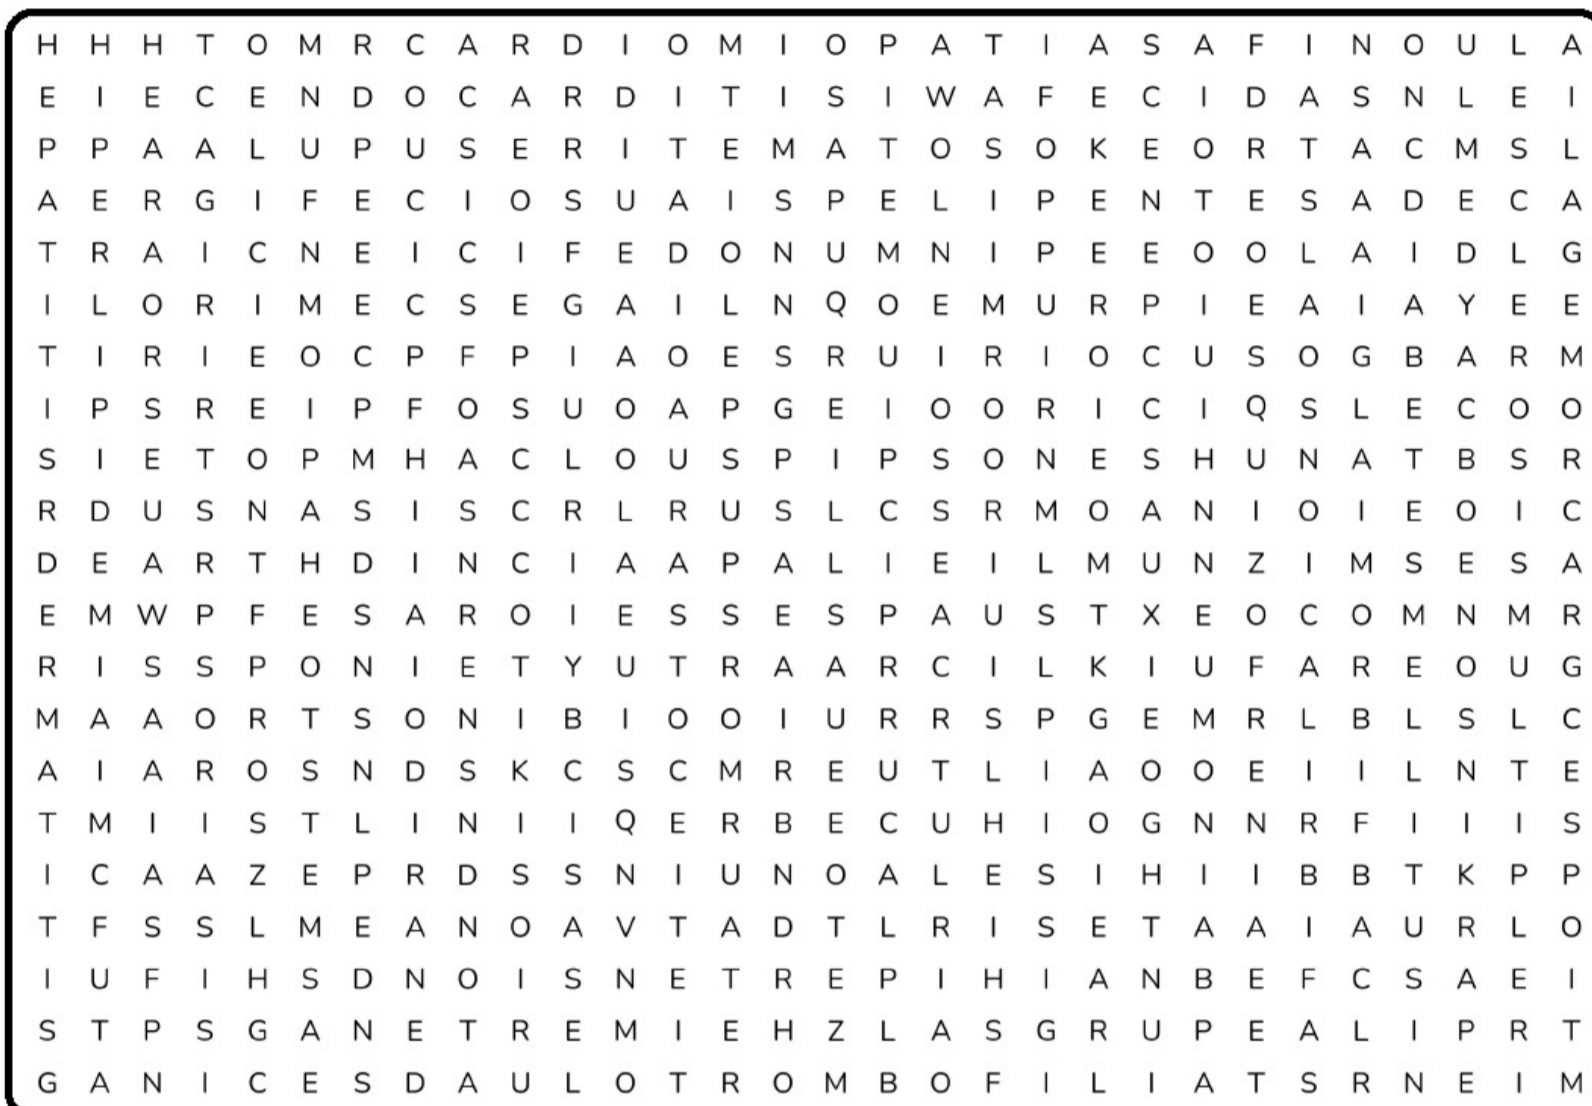 H H H T O M R C A R D I O M I O P A T I A S A F I N O U L A
E I E C E N D O C A R D I T I S I W A F E C I D A S N L E I
P P A A L U P U S E R I T E M A T O S O K E O R T A C M S L
A E R G I F E C I O S U A I S P E L I P E N T E S A D E C A
T R A I C N E I C I F E D O N U M N I P E E O O L A I D L G
I L O R I M E C S E G A I L N Q O E M U R P I E A I A Y E E
T I R I E O C P F P I A O E S R U I R I O C U S O G B A R M
I P S R E I P F O S U O A P G E I O O R I C I Q S L E C O O
S I E T O P M H A C L O U S P I P S O N E S H U N A T B S R
R D U S N A S I S C R L R U S L C S R M O A N I O I E O I C
D E A R T H D I N C I A A P A L I E I L M U N Z I M S E S A
E M W P F E S A R O I E S S E S P A U S T X E O C O M N M R
R I S S P O N I E T Y U T R A A R C I L K I U F A R E O U G
M A A O R T S O N I B I O O I U R R S P G E M R L B L S L C
A I A R O S N D S K C S C M R E U T L I A O O E I I L N T E
T M I I S T L I N I I Q E R B E C U H I O G N N R F I I I S
I C A A Z E P R D S S N I U N O A L E S I H I I B B T K P P
T F S S L M E A N O A V T A D T L R I S E T A A I A U R L O
I U F I H S D N O I S N E T R E P I H I A N B E F C S A E I
S T P S G A N E T R E M I E H Z L A S G R U P E A L I P R T
G A N I C E S D A U L O T R O M B O F I L I A T S R N E I M